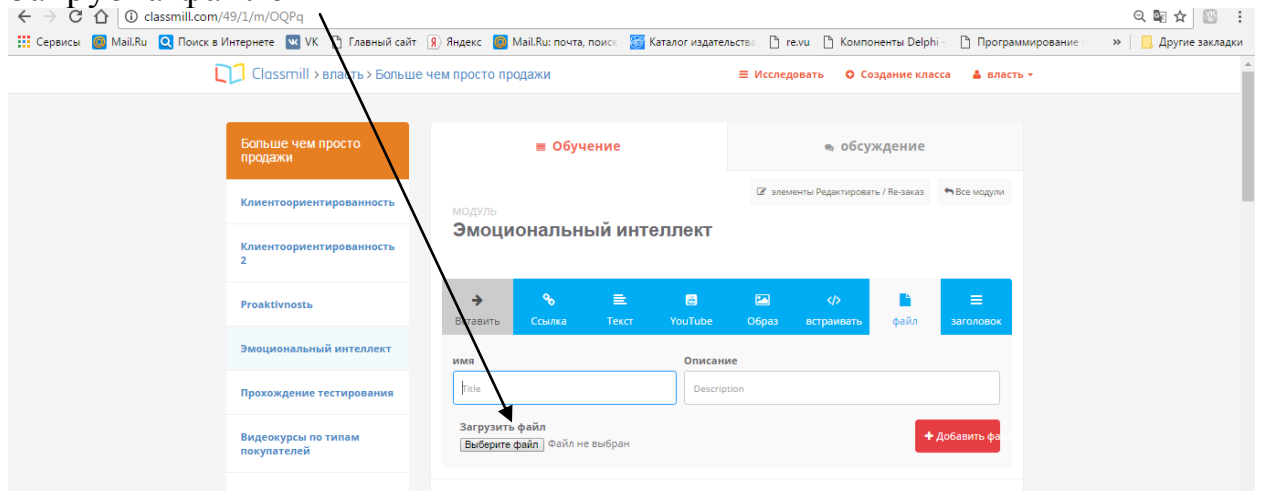 classmill.com/49/1/m/OQPq
Сервисы Mail.Ru Поиск в Интернете VK Главный сайт Яндекс Mail.Ru: почта, поиск Каталог издательства re.vu Компоненты Delphi - Программирование » Другие закладки
Classmill > власть > Больше чем просто продажи
Исследовать Создание класса власть
Больше чем просто продажи
Клиентоориентированность
Клиентоориентированность 2
Proaktivность
Эмоциональный интеллект
Прохождение тестирования
Видеокурсы по типам покупателей
Обучение обсуждение
элементы Редактировать / Re-заказ Все модули
модуль
Эмоциональный интеллект
Вставить Ссылка Текст YouTube Образ встраивать файл заголовок
имя Описание
Title Description
Загрузить файл
Выберите файл Файл не выбран
+ Добавить фа